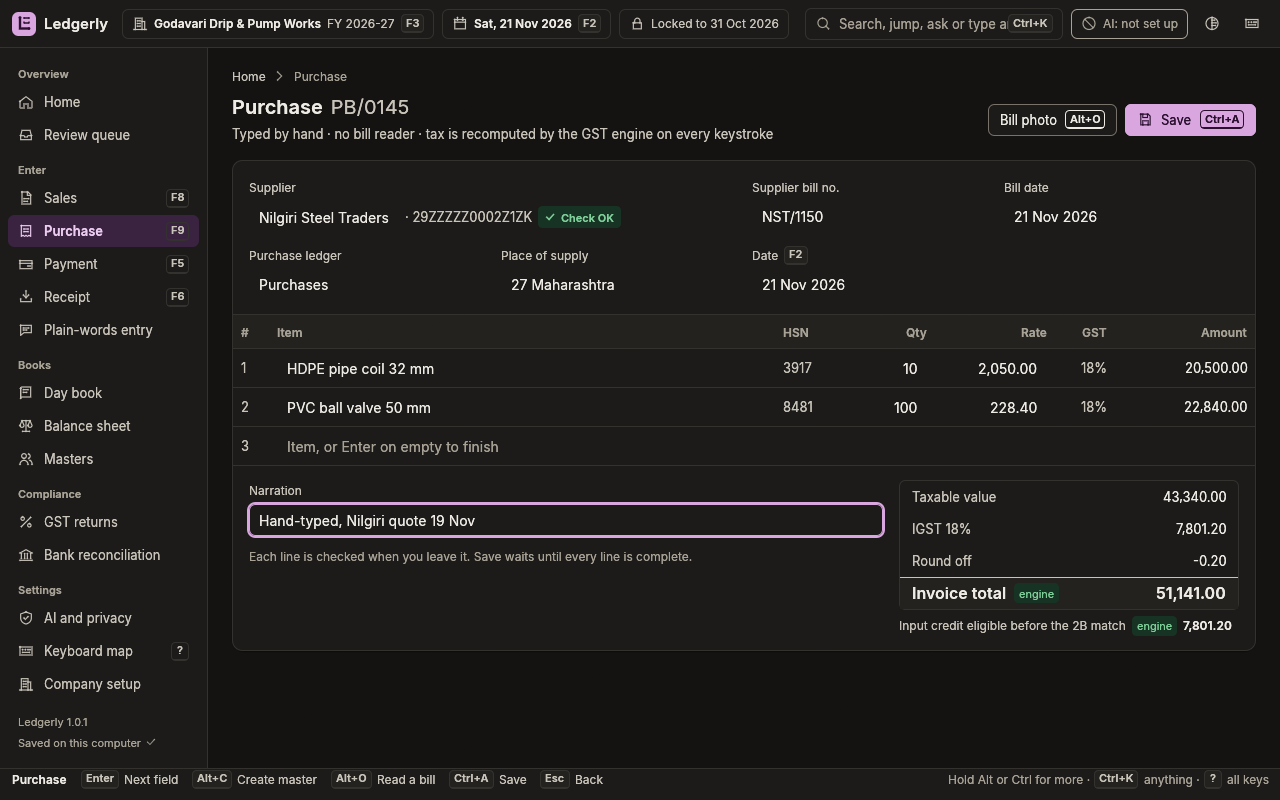 Ledgerly
Godavari Drip & Pump Works FY 2026-27 F3
Sat, 21 Nov 2026 F2
Locked to 31 Oct 2026
Search, jump, ask or type a Ctrl+K
AI: not set up
Overview
Home
Review queue
Enter
Sales F8
Purchase F9
Payment F5
Receipt F6
Plain-words entry
Books
Day book
Balance sheet
Masters
Compliance
GST returns
Bank reconciliation
Settings
AI and privacy
Keyboard map ?
Company setup
Ledgerly 1.0.1
Saved on this computer
Home Purchase
Purchase PB/0145
Typed by hand · no bill reader · tax is recomputed by the GST engine on every keystroke
Bill photo Alt+O
Save Ctrl+A
Supplier Supplier bill no. Bill date
Nilgiri Steel Traders · 29ZZZZZ0002Z1ZK Check OK NST/1150 21 Nov 2026
Purchase ledger Place of supply Date F2
Purchases 27 Maharashtra 21 Nov 2026
# Item HSN Qty Rate GST Amount
1 HDPE pipe coil 32 mm 3917 10 2,050.00 18% 20,500.00
2 PVC ball valve 50 mm 8481 100 228.40 18% 22,840.00
3 Item, or Enter on empty to finish
Narration
Hand-typed, Nilgiri quote 19 Nov
Each line is checked when you leave it. Save waits until every line is complete.
Taxable value 43,340.00
IGST 18% 7,801.20
Round off -0.20
Invoice total engine 51,141.00
Input credit eligible before the 2B match engine 7,801.20
Purchase Enter Next field Alt+C Create master Alt+O Read a bill Ctrl+A Save Esc Back
Hold Alt or Ctrl for more · Ctrl+K anything · ? all keys